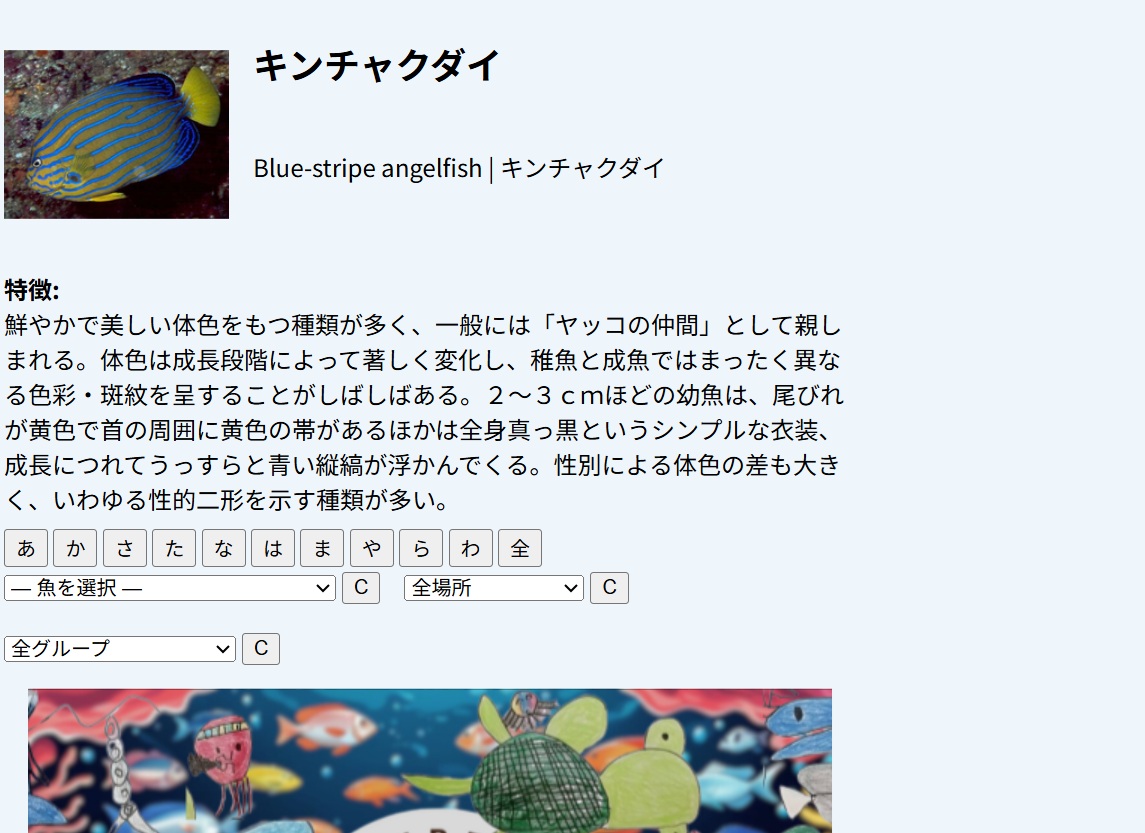 キンチャクダイ
Blue-stripe angelfish | キンチャクダイ
特徴:
鮮やかで美しい体色をもつ種類が多く、一般には「ヤッコの仲間」として親し
まれる。体色は成長段階によって著しく変化し、稚魚と成魚ではまったく異な
る色彩・斑紋を呈することがしばしばある。２〜３ｃｍほどの幼魚は、尾びれ
が黄色で首の周囲に黄色の帯があるほかは全身真っ黒というシンプルな衣装、
成長につれてうっすらと青い縦縞が浮かんでくる。性別による体色の差も大き
く、いわゆる性的二形を示す種類が多い。
あ か さ た な は ま や ら わ 全
— 魚を選択 — C 全場所 C
全グループ C